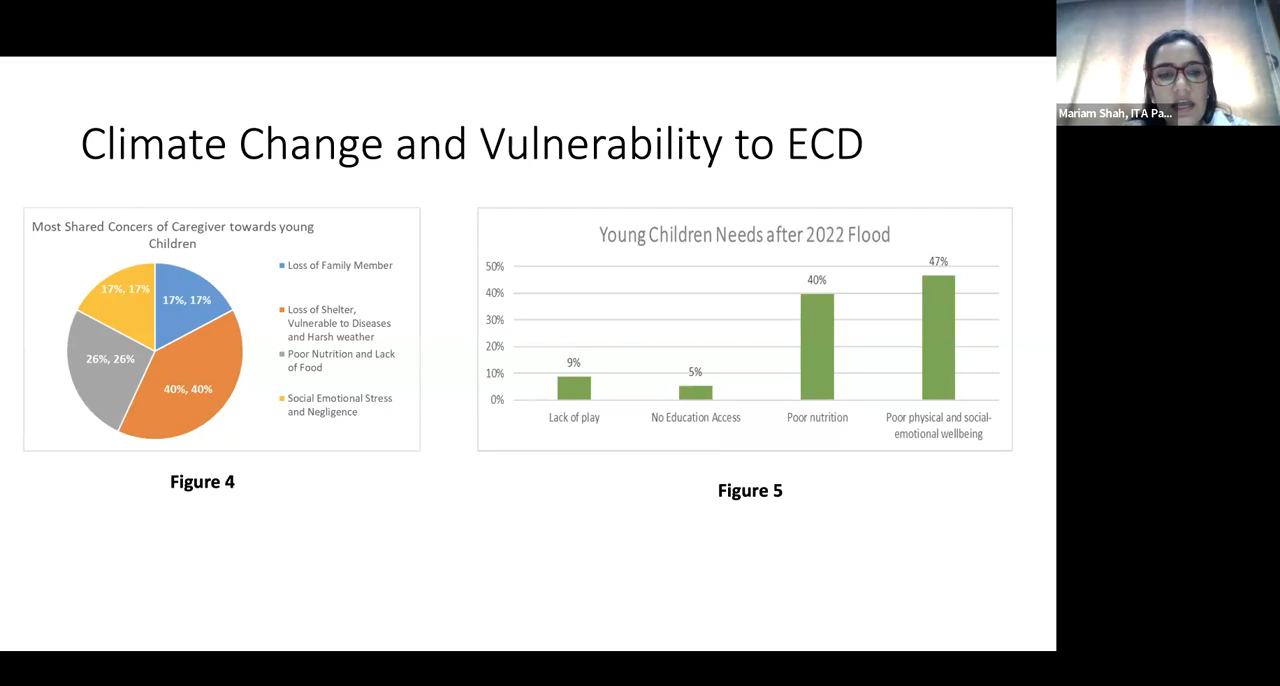 Mariam Shah, ITA Pa...
Climate Change and Vulnerability to ECD
Most Shared Concers of Caregiver towards young
Children
17%, 17%
17%, 17%
26%, 26%
40%, 40%
Loss of Family Member
Loss of Shelter,
Vulnerable to Diseases
and Harsh weather
Poor Nutrition and Lack
of Food
Social Emotional Stress
and Negligence
Figure 4
Young Children Needs after 2022 Flood
50%
40%
30%
20%
10%
0%
9%
5%
40%
47%
Lack of play
No Education Access
Poor nutrition
Poor physical and social-
emotional wellbeing
Figure 5